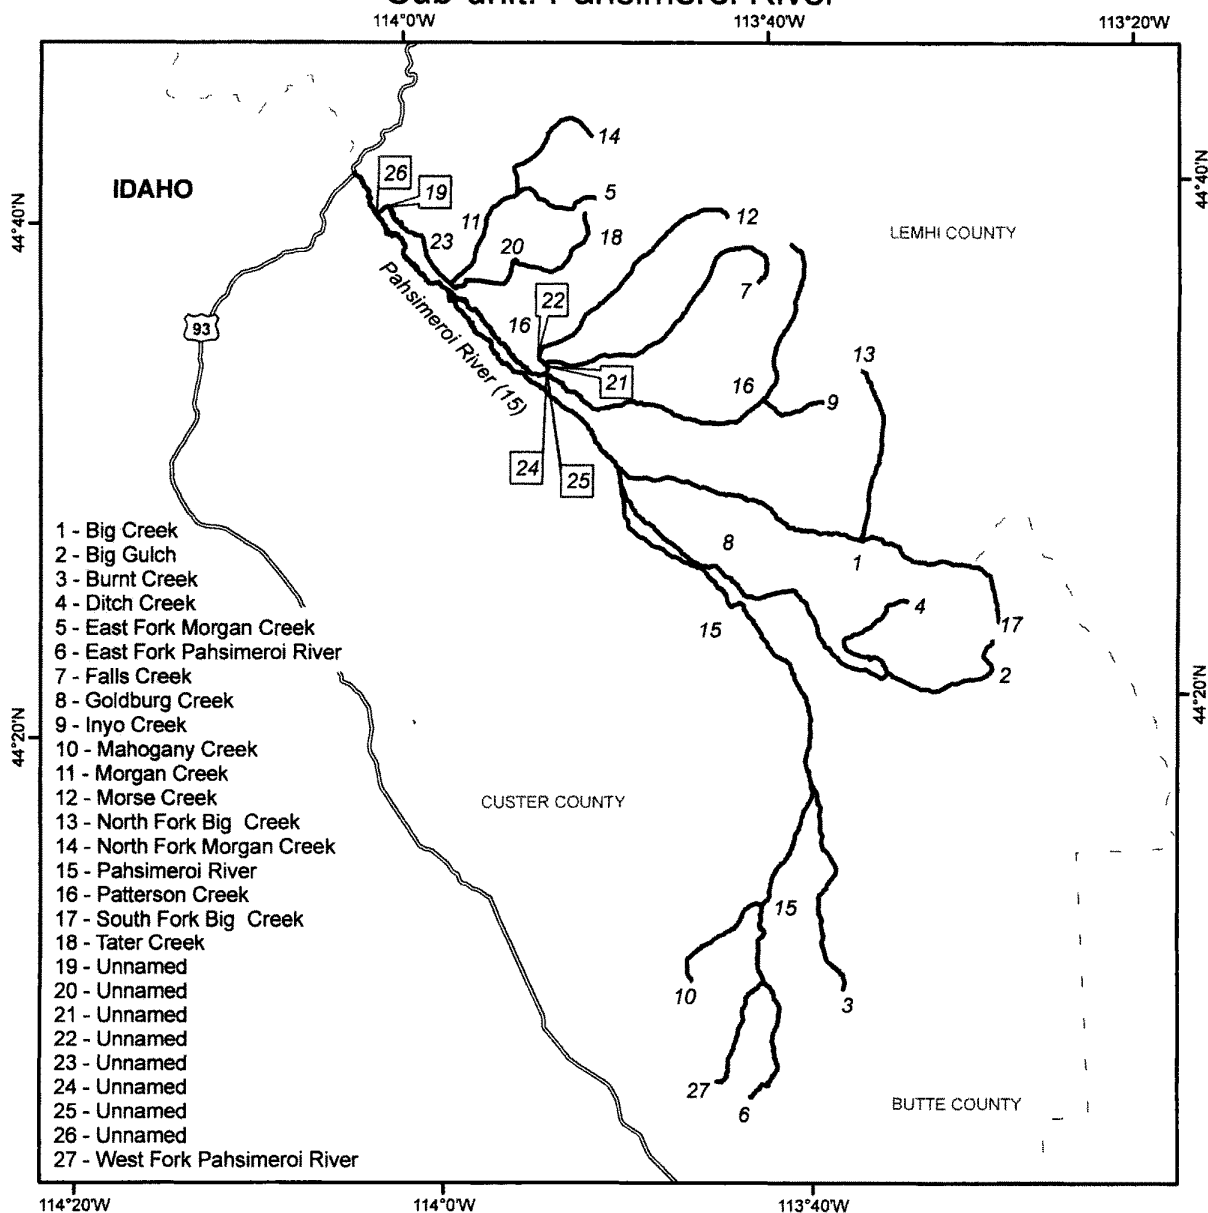 Sub-unit: Pahsimeroi River
114°0'W 113°40'W 113°20'W
44°40'N
44°20'N
44°40'N
44°20'N
IDAHO
LEMHI COUNTY
CUSTER COUNTY
BUTTE COUNTY
93
Pahsimeroi River (15)
14
26
19
5
11
12
23
20
18
7
22
16
21
13
16
9
24
25
8
1
4
15
17
2
15
10
3
27
6
1 - Big Creek
2 - Big Gulch
3 - Burnt Creek
4 - Ditch Creek
5 - East Fork Morgan Creek
6 - East Fork Pahsimeroi River
7 - Falls Creek
8 - Goldburg Creek
9 - Inyo Creek
10 - Mahogany Creek
11 - Morgan Creek
12 - Morse Creek
13 - North Fork Big Creek
14 - North Fork Morgan Creek
15 - Pahsimeroi River
16 - Patterson Creek
17 - South Fork Big Creek
18 - Tater Creek
19 - Unnamed
20 - Unnamed
21 - Unnamed
22 - Unnamed
23 - Unnamed
24 - Unnamed
25 - Unnamed
26 - Unnamed
27 - West Fork Pahsimeroi River
114°20'W 114°0'W 113°40'W